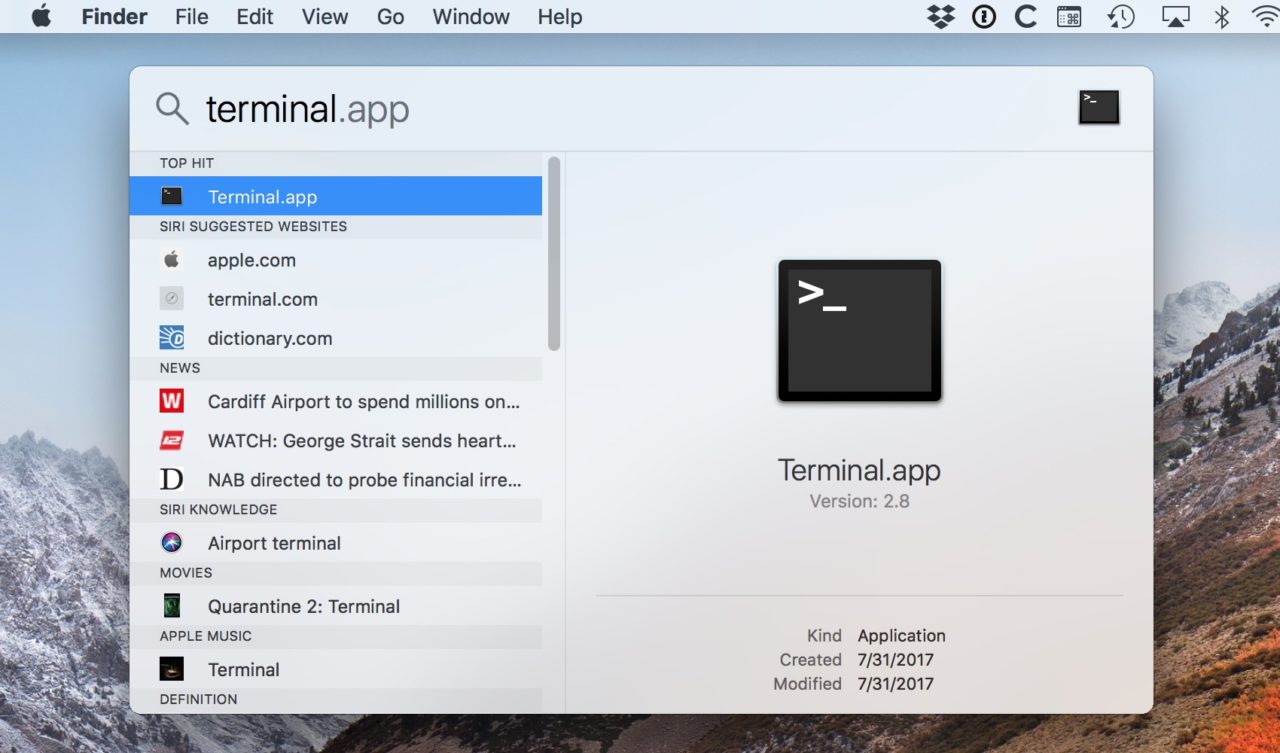 Finder File Edit View Go Window Help
terminal.app
TOP HIT
Terminal.app
SIRI SUGGESTED WEBSITES
apple.com
terminal.com
dictionary.com
NEWS
Cardiff Airport to spend millions on...
WATCH: George Strait sends heart...
NAB directed to probe financial irre...
SIRI KNOWLEDGE
Airport terminal
MOVIES
Quarantine 2: Terminal
APPLE MUSIC
Terminal
DEFINITION
>_
Terminal.app
Version: 2.8
Kind Application
Created 7/31/2017
Modified 7/31/2017